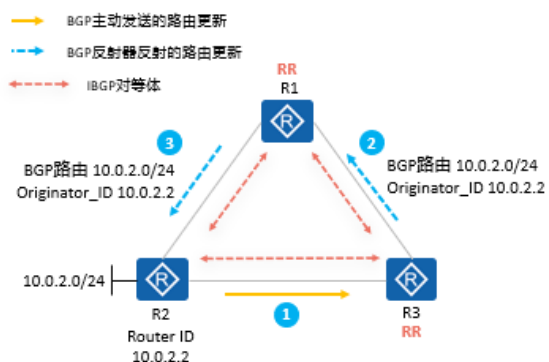 BGP主动发送的路由更新
BGP反射器反射的路由更新
IBGP对等体
RR
R1
3
2
BGP路由 10.0.2.0/24
Originator_ID 10.0.2.2
BGP路由 10.0.2.0/24
Originator_ID 10.0.2.2
R
R
R
10.0.2.0/24
R2
1
R3
Router ID
RR
10.0.2.2